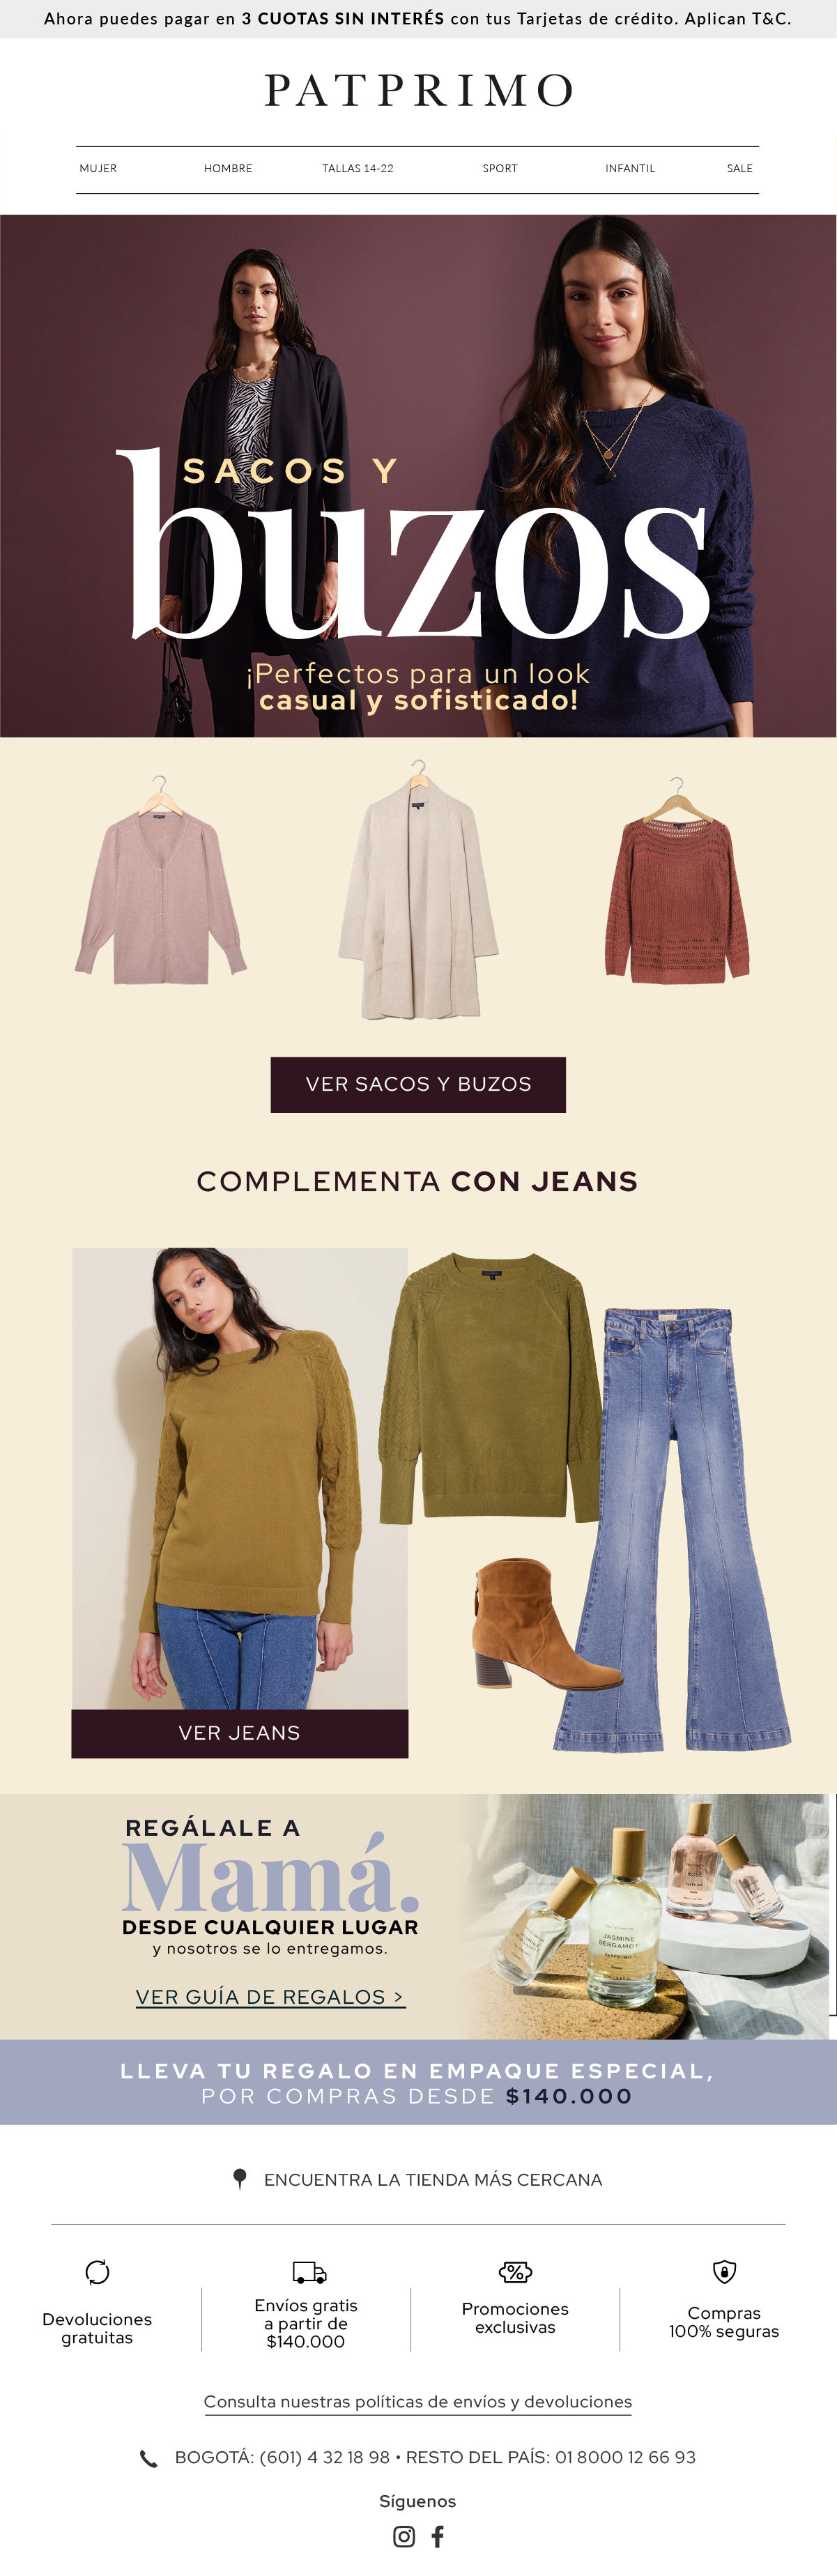 Ahora puedes pagar en 3 CUOTAS SIN INTERÉS con tus Tarjetas de crédito. Aplican T&C.
PATPRIMO
MUJER HOMBRE TALLAS 14-22 SPORT INFANTIL SALE
SACOS Y
buzos
¡Perfectos para un look
casual y sofisticado!
VER SACOS Y BUZOS
COMPLEMENTA CON JEANS
VER JEANS
REGÁLALE A
Mamá.
DESDE CUALQUIER LUGAR
y nosotros se lo entregamos.
VER GUÍA DE REGALOS >
ROSE
JASMINE
BERGAMOT
PATPRIMO
LLEVA TU REGALO EN EMPAQUE ESPECIAL,
POR COMPRAS DESDE $140.000
ENCUENTRA LA TIENDA MÁS CERCANA
Devoluciones
gratuitas
Envíos gratis
a partir de
$140.000
Promociones
exclusivas
Compras
100% seguras
Consulta nuestras políticas de envíos y devoluciones
BOGOTÁ: (601) 4 32 18 98 • RESTO DEL PAÍS: 01 8000 12 66 93
Síguenos